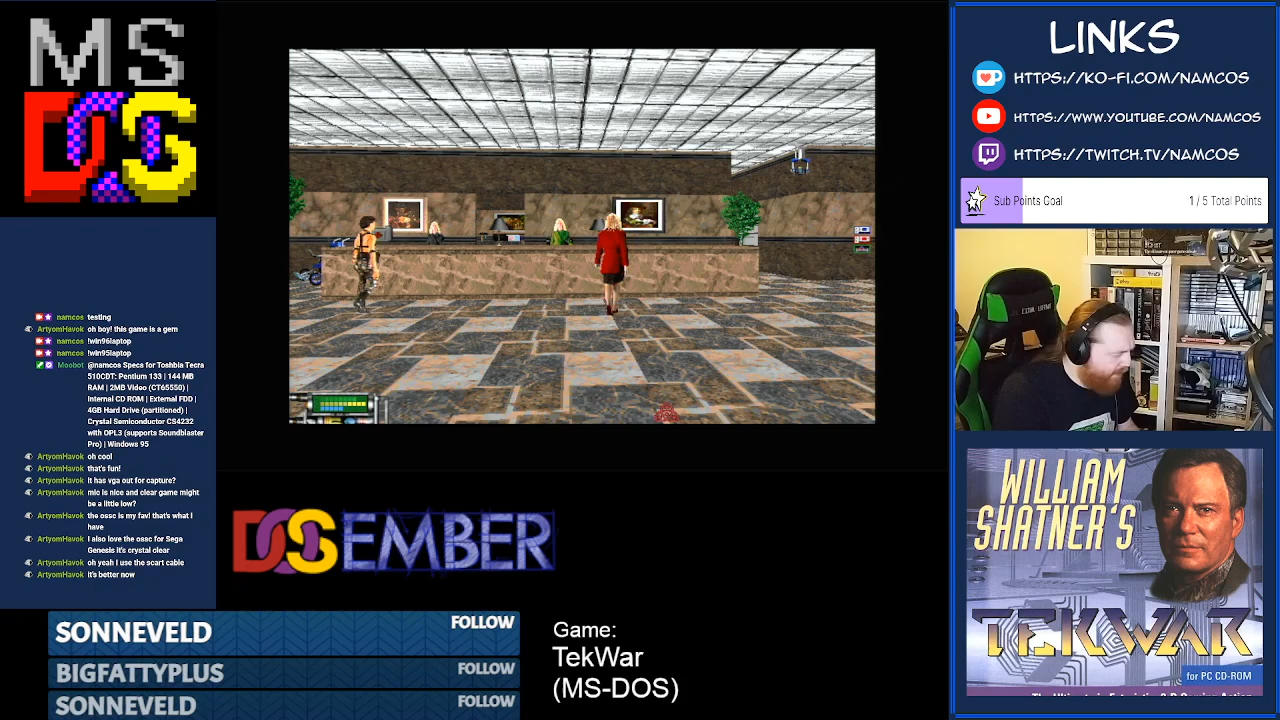 MS
DOS
namcos testing
ArtyomHavok oh boy! this game is a gem
namcos !win96laptop
namcos !win95laptop
Moobot @namcos Specs for Toshbia Tecra
510CDT: Pentium 133 | 144 MB
RAM | 2MB Video (CT65550) |
Internal CD ROM | External FDD |
4GB Hard Drive (partitioned) |
Crystal Semiconductor CS4232
with OPL3 (supports Soundblaster
Pro) | Windows 95
ArtyomHavok oh cool
ArtyomHavok that's fun!
ArtyomHavok It has vga out for capture?
ArtyomHavok mic is nice and clear game might
be a little low?
ArtyomHavok the ossc is my fav! that's what I
have
ArtyomHavok I also love the ossc for Sega
Genesis it's crystal clear
ArtyomHavok oh yeah I use the scart cable
ArtyomHavok It's better now
DOSEMBER
SONNEVELD FOLLOW
BIGFATTYPLUS FOLLOW
SONNEVELD FOLLOW
Game:
TekWar
(MS-DOS)
LINKS
HTTPS://KO-FI.COM/NAMCOS
HTTPS://WWW.YOUTUBE.COM/NAMCOS
HTTPS://TWITCH.TV/NAMCOS
Sub Points Goal 1 / 5 Total Points
WILLIAM
SHATNER'S
TEKWAR
for PC CD-ROM